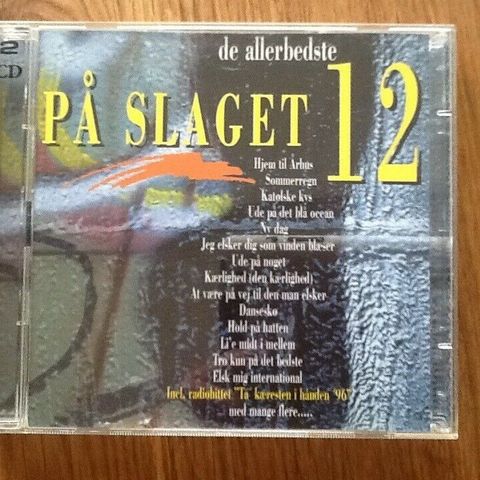 2
CD
de allerbedste
PÅ SLAGET 12
Hjem til Århus
Sommerregn
Katolske kys
Ude på det blå ocean
Ny dag
Jeg elsker dig som vinden blæser
Ude på noget
Kærlighed (den kærlighed)
At være på vej til den man elsker
Dansesko
Hold på hatten
Li'e midt i mellem
Tro kun på det bedste
Elsk mig international
Incl. radiohittet "Ta' kæresten i hånden '96"
med mange flere.....